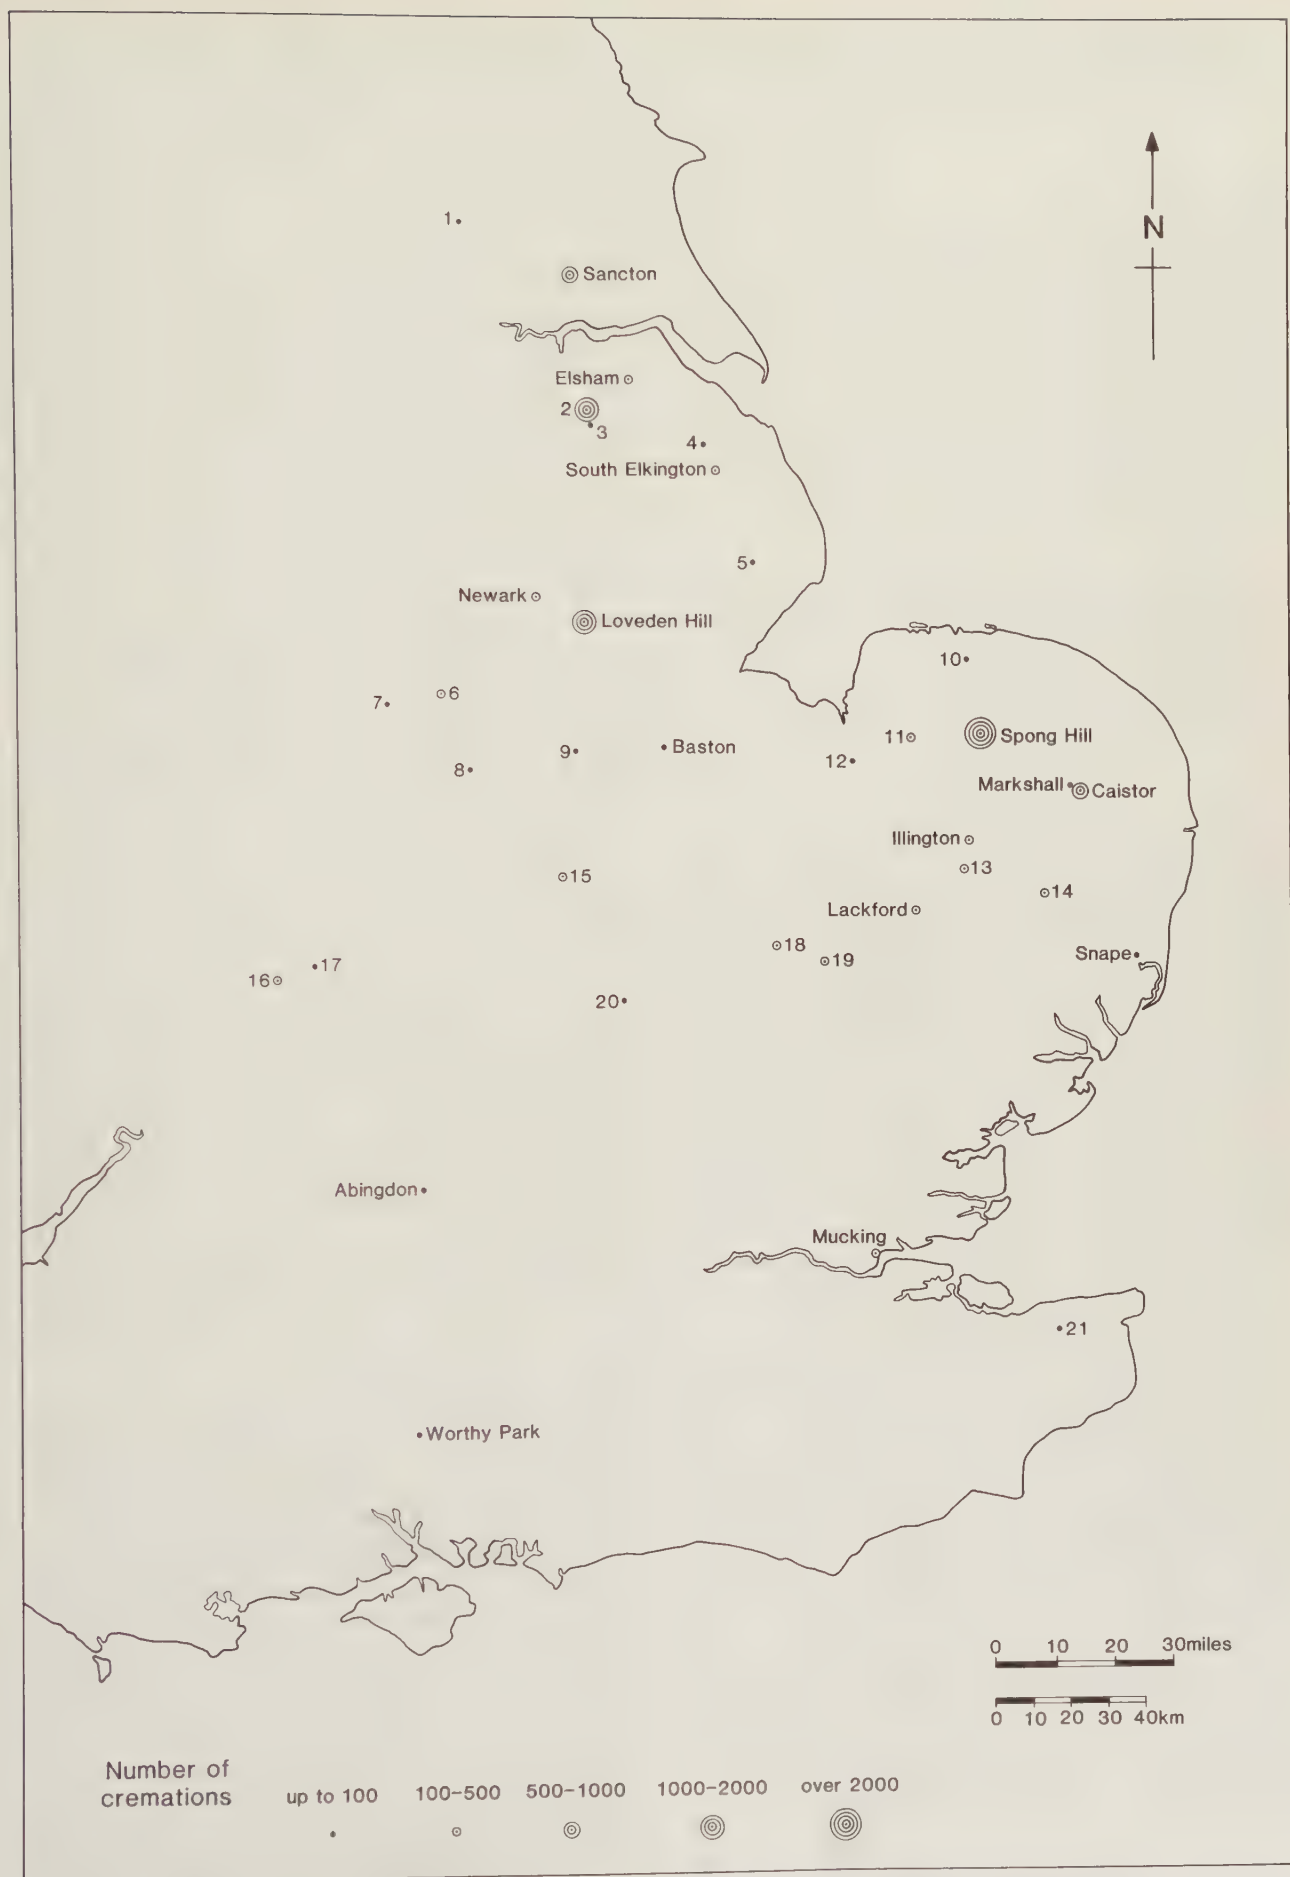 N
1
Sancton
Elsham
2
3
4
South Elkington
5
Newark
Loveden Hill
10
7
6
11
Spong Hill
9
Baston
12
8
Markshall
Caistor
Illington
13
15
14
Lackford
18
Snape
19
17
16
20
Abingdon
Mucking
21
Worthy Park
0 10 20 30miles
0 10 20 30 40km
Number of
cremations
up to 100 100-500 500-1000 1000-2000 over 2000